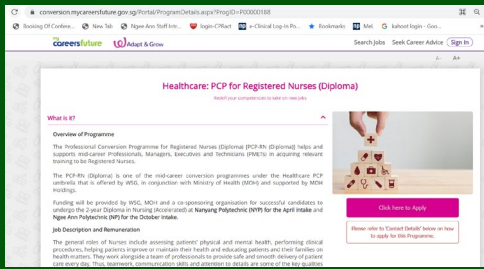 conversion.mycareersfuture.gov.sg/Portal/ProgramDetails.aspx?ProgID=P00000188
Booking Of Confere... New Tab Ngee Ann Staff Intr... login-CPRart e-Clinical Log-In Po... Bookmarks Met G kahoot login - Goo...
mycareersfuture Adapt & Grow Search Jobs Seek Career Advice Sign In
A- A+
Healthcare: PCP for Registered Nurses (Diploma)
Enrich your competencies to take on new jobs
What is it?
Overview of Programme
The Professional Conversion Programme for Registered Nurses (Diploma) [PCP-RN (Diploma)] helps and
supports mid-career Professionals, Managers, Executives and Technicians (PMETs) in acquiring relevant
training to be Registered Nurses.
The PCP-RN (Diploma) is one of the mid-career conversion programmes under the Healthcare PCP
umbrella that is offered by WSG, in conjunction with Ministry of Health (MOH) and supported by MOH
Holdings.
Funding will be provided by WSG, MOH and a co-sponsoring organisation for successful candidates to
undergo the 2-year Diploma in Nursing (Accelerated) at Nanyang Polytechnic (NYP) for the April intake and
Ngee Ann Polytechnic (NP) for the October intake.
Job Description and Remuneration
The general roles of Nurses include assessing patients' physical and mental health, performing clinical
procedures, helping patients improve or maintain their health and educating patients and their families on
health matters. They work alongside a team of professionals to provide safe and smooth delivery of patient
care every day. Thus, teamwork, communication skills and attention to details are some of the key qualities
Click here to Apply
Please refer to 'Contact Details' below on how
to apply for this Programme.